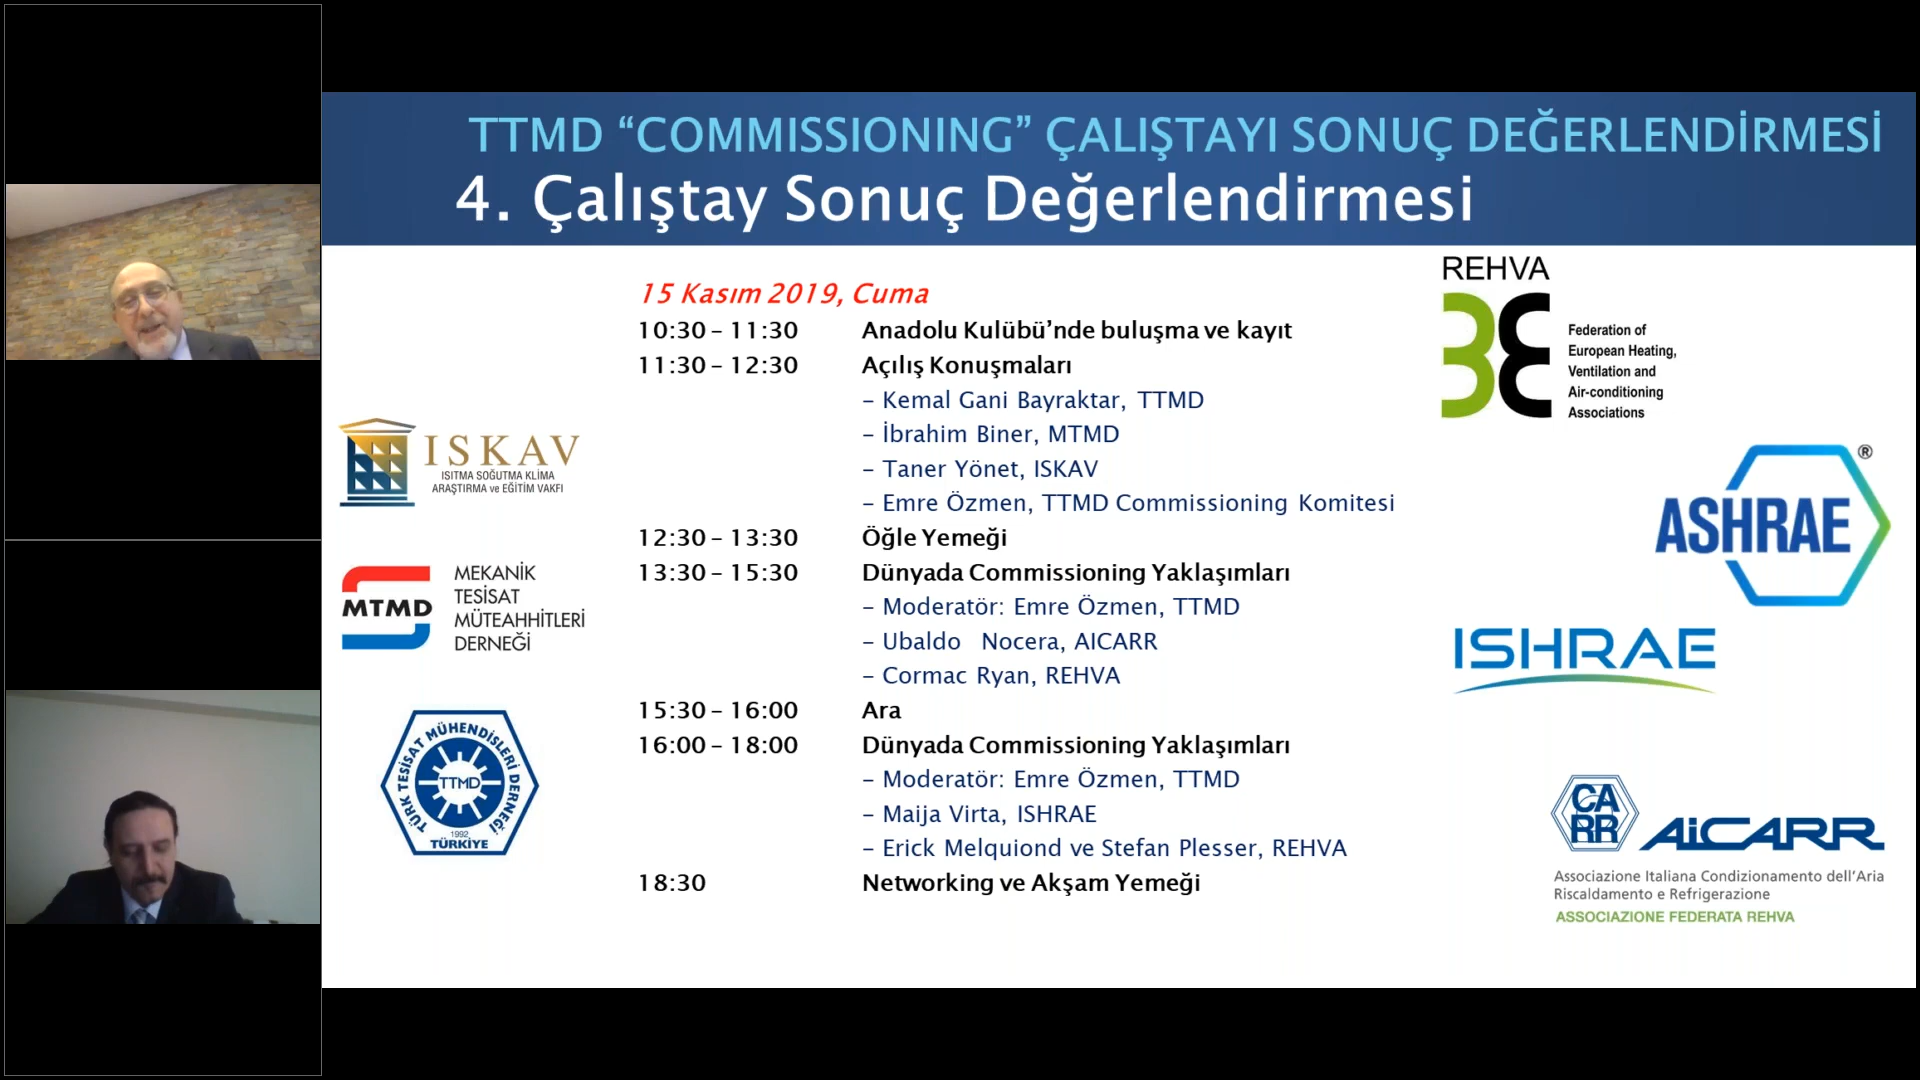 TTMD “COMMISSIONING” ÇALIŞTAYI SONUÇ DEĞERLENDİRMESİ
4. Çalıştay Sonuç Değerlendirmesi
15 Kasım 2019, Cuma
10:30 – 11:30 Anadolu Kulübü’nde buluşma ve kayıt
11:30 – 12:30 Açılış Konuşmaları
– Kemal Gani Bayraktar, TTMD
– İbrahim Biner, MTMD
– Taner Yönet, ISKAV
– Emre Özmen, TTMD Commissioning Komitesi
12:30 – 13:30 Öğle Yemeği
13:30 – 15:30 Dünyada Commissioning Yaklaşımları
– Moderatör: Emre Özmen, TTMD
– Ubaldo Nocera, AICARR
– Cormac Ryan, REHVA
15:30 – 16:00 Ara
16:00 – 18:00 Dünyada Commissioning Yaklaşımları
– Moderatör: Emre Özmen, TTMD
– Maija Virta, ISHRAE
– Erick Melquiond ve Stefan Plesser, REHVA
18:30 Networking ve Akşam Yemeği
ISKAV
ISITMA SOĞUTMA KLİMA
ARAŞTIRMA ve EĞİTİM VAKFI
MTMD
MEKANİK
TESİSAT
MÜTEAHHİTLERİ
DERNEĞİ
TÜRK TESİSAT MÜHENDİSLERİ DERNEĞİ
TTMD
1992
TÜRKİYE
REHVA
Federation of
European Heating,
Ventilation and
Air-conditioning
Associations
ASHRAE ®
ISHRAE
CA
RR
AiCARR
Associazione Italiana Condizionamento dell’Aria
Riscaldamento e Refrigerazione
ASSOCIAZIONE FEDERATA REHVA